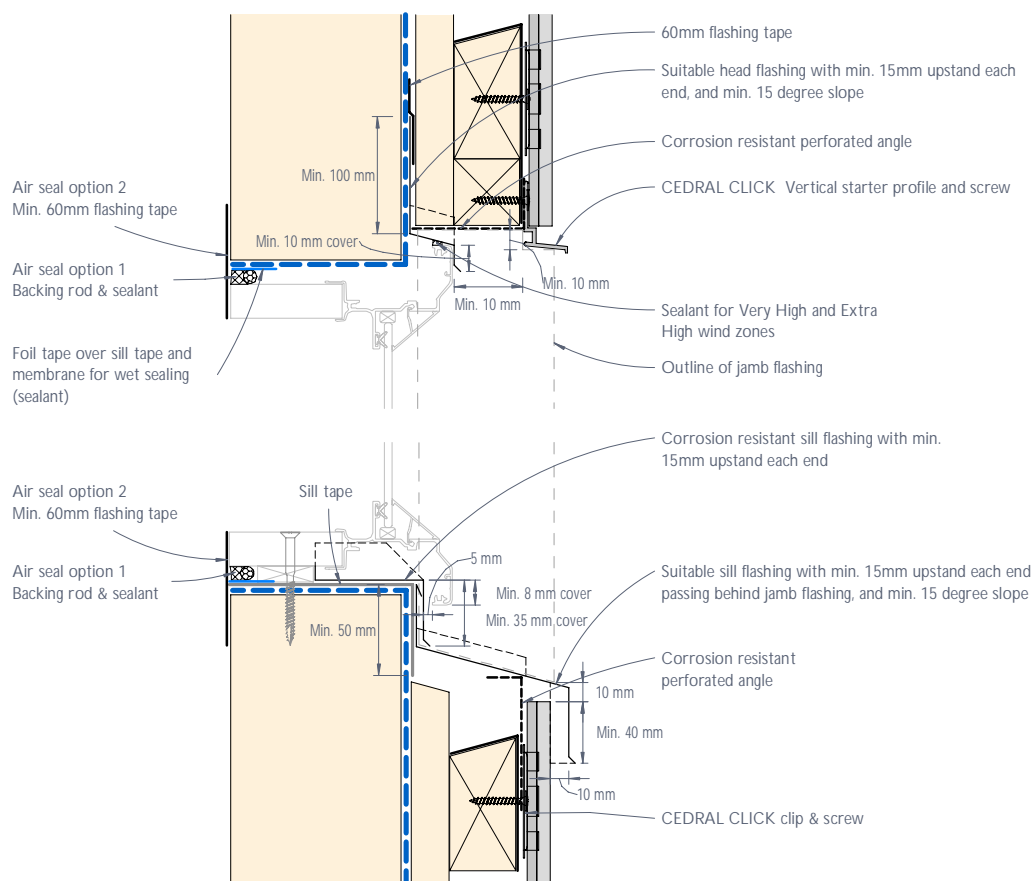 60mm flashing tape
Suitable head flashing with min. 15mm upstand each
end, and min. 15 degree slope
Min. 100 mm
Corrosion resistant perforated angle
Air seal option 2
Min. 60mm flashing tape
CEDRAL CLICK Vertical starter profile and screw
Min. 10 mm cover
Air seal option 1
Backing rod & sealant
Min. 10 mm
Min. 10 mm
Sealant for Very High and Extra
High wind zones
Foil tape over sill tape and
membrane for wet sealing
(sealant)
Outline of jamb flashing
Corrosion resistant sill flashing with min.
15mm upstand each end
Air seal option 2
Min. 60mm flashing tape
Sill tape
5 mm
Air seal option 1
Backing rod & sealant
Suitable sill flashing with min. 15mm upstand each end
passing behind jamb flashing, and min. 15 degree slope
Min. 8 mm cover
Min. 35 mm cover
Min. 50 mm
Corrosion resistant
perforated angle
10 mm
Min. 40 mm
10 mm
CEDRAL CLICK clip & screw